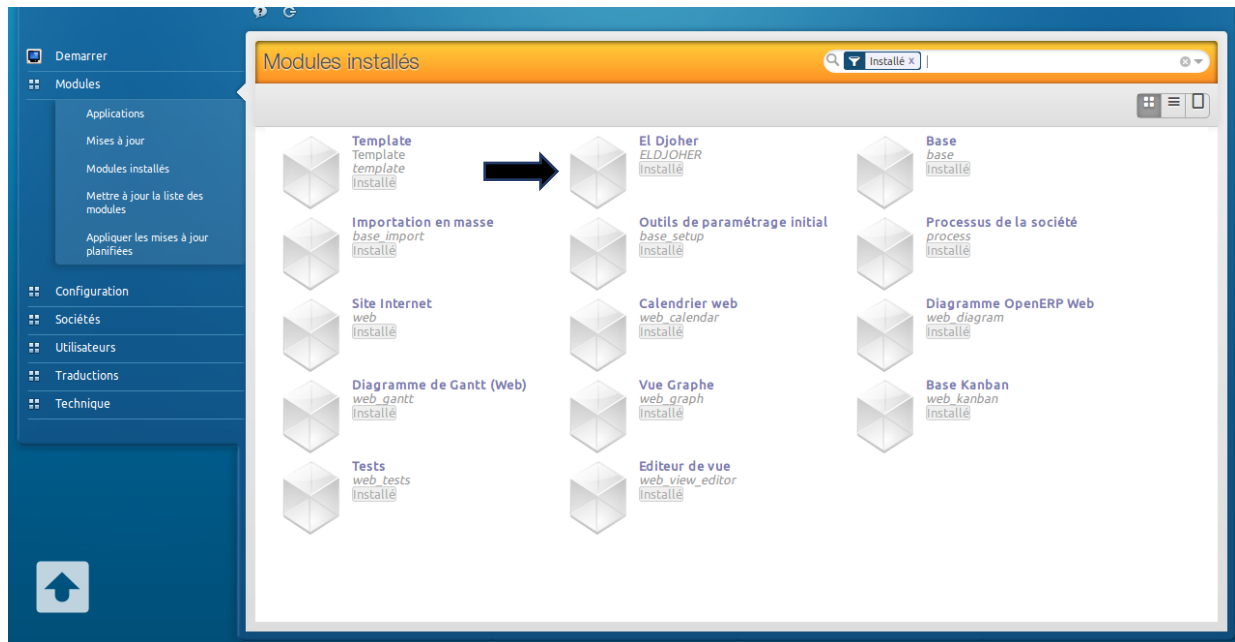 Demarrer
Modules
Applications
Mises à jour
Modules installés
Mettre à jour la liste des
modules
Appliquer les mises à jour
planifiées
Configuration
Sociétés
Utilisateurs
Traductions
Technique
Modules installés
Installé x
Template
Template
template
Installé
El Djoher
ELDJOHER
Installé
Base
base
Installé
Importation en masse
base_import
Installé
Outils de paramétrage initial
base_setup
Installé
Processus de la société
process
Installé
Site Internet
web
Installé
Calendrier web
web_calendar
Installé
Diagramme OpenERP Web
web_diagram
Installé
Diagramme de Gantt (Web)
web_gantt
Installé
Vue Graphe
web_graph
Installé
Base Kanban
web_kanban
Installé
Tests
web_tests
Installé
Editeur de vue
web_view_editor
Installé